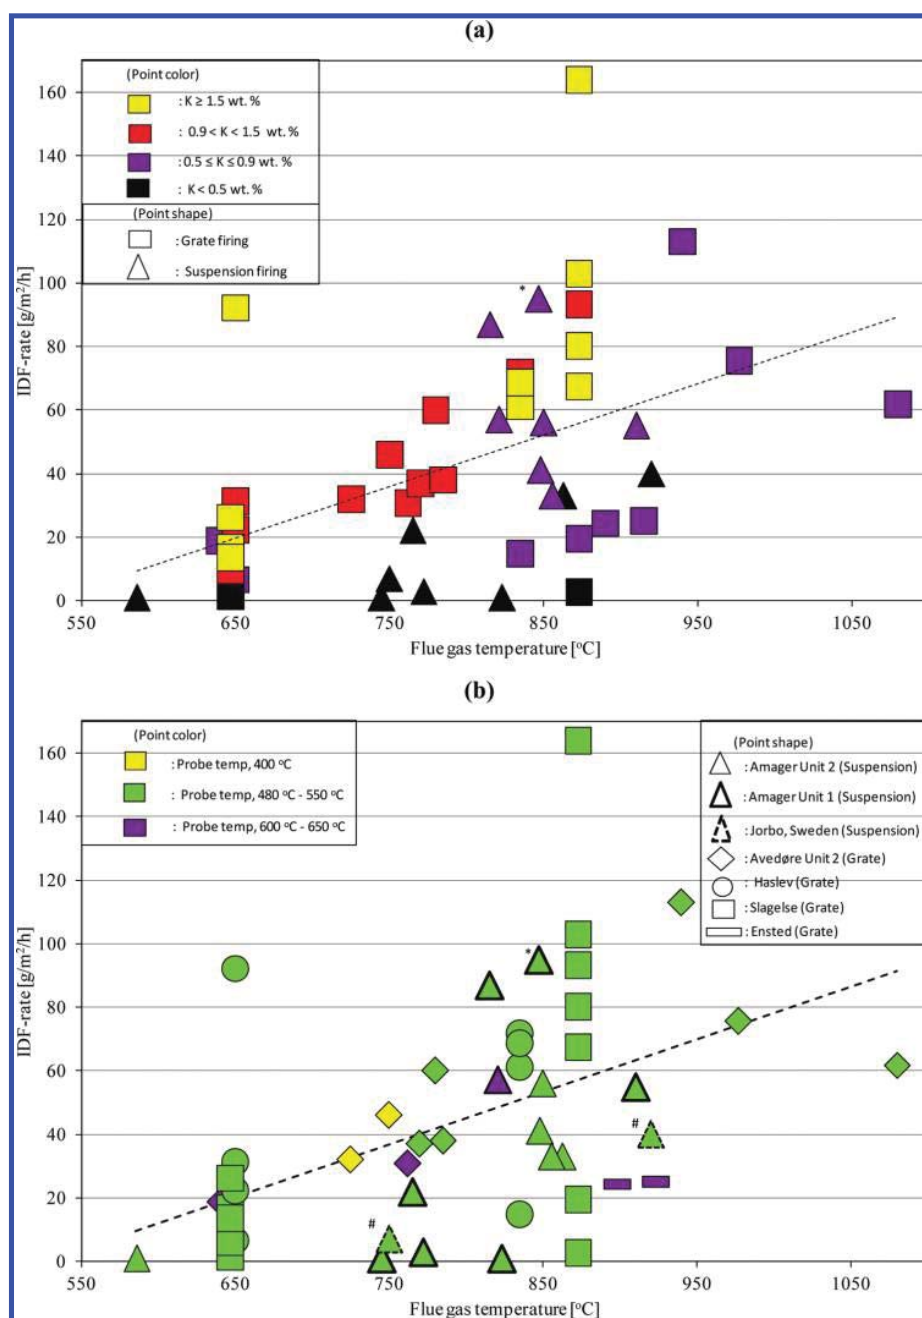 (a)
160
140
120
100
80
60
40
20
0
IDF-rate [g/m²/h]
(Point color)
: K ≥ 1.5 wt. %
: 0.9 < K < 1.5 wt. %
: 0.5 ≤ K ≤ 0.9 wt. %
: K < 0.5 wt. %
(Point shape)
: Grate firing
: Suspension firing
*
550
650
750
850
950
1050
Flue gas temperature [°C]
(b)
160
140
120
100
80
60
40
20
0
IDF-rate [g/m²/h]
(Point color)
: Probe temp, 400 °C
: Probe temp, 480 °C - 550 °C
: Probe temp, 600 °C - 650 °C
(Point shape)
: Amager Unit 2 (Suspension)
: Amager Unit 1 (Suspension)
: Jorbo, Sweden (Suspension)
: Avedøre Unit 2 (Grate)
: Haslev (Grate)
: Slagelse (Grate)
: Ensted (Grate)
*
#
#
550
650
750
850
950
1050
Flue gas temperature [°C]